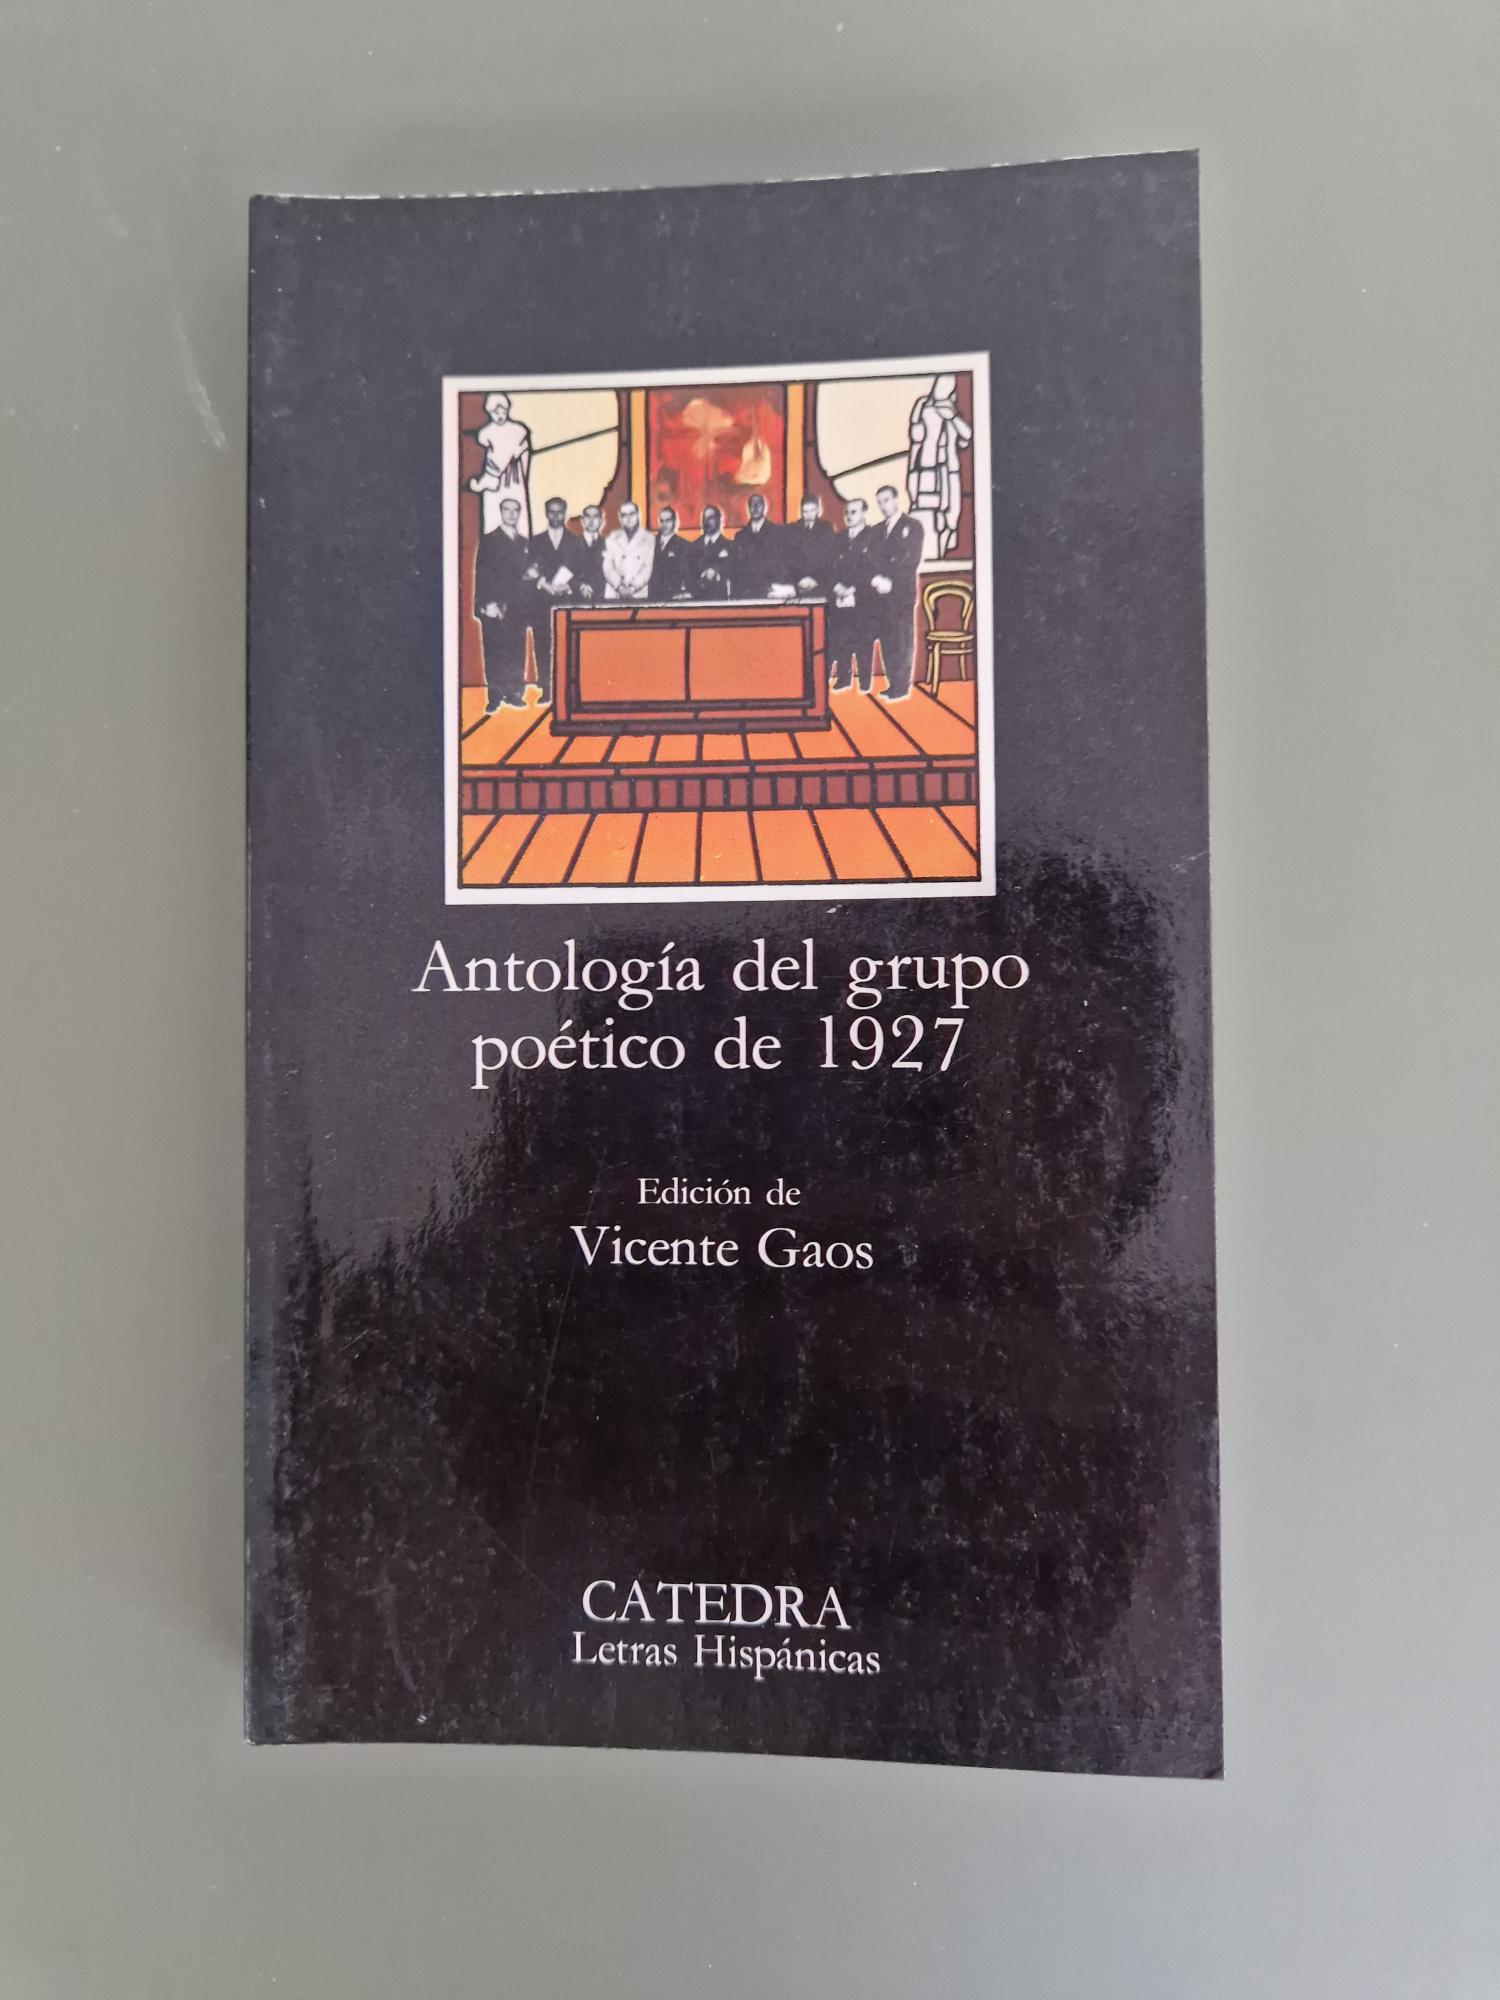 Antología del grupo
poético de 1927
Edición de
Vicente Gaos
CATEDRA
Letras Hispánicas